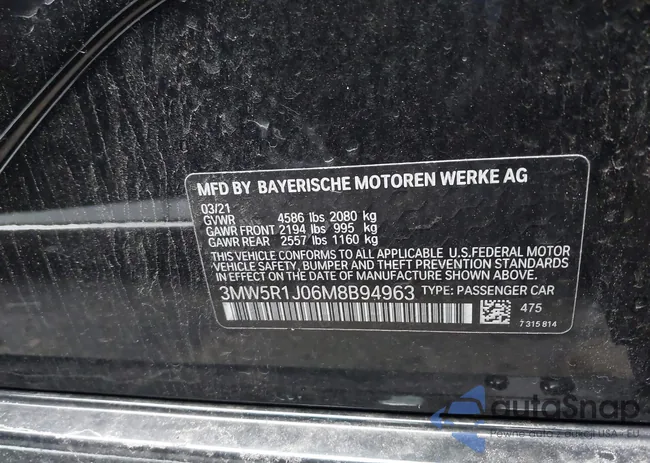 MFD BY BAYERISCHE MOTOREN WERKE AG
03/21
GVWR 4586 lbs 2080 kg
GAWR FRONT 2194 lbs 995 kg
GAWR REAR 2557 lbs 1160 kg
THIS VEHICLE CONFORMS TO ALL APPLICABLE U.S.FEDERAL MOTOR
VEHICLE SAFETY, BUMPER AND THEFT PREVENTION STANDARDS
IN EFFECT ON THE DATE OF MANUFACTURE SHOWN ABOVE.
3MW5R1J06M8B94963 TYPE: PASSENGER CAR
475
7 315 814
autoSnap